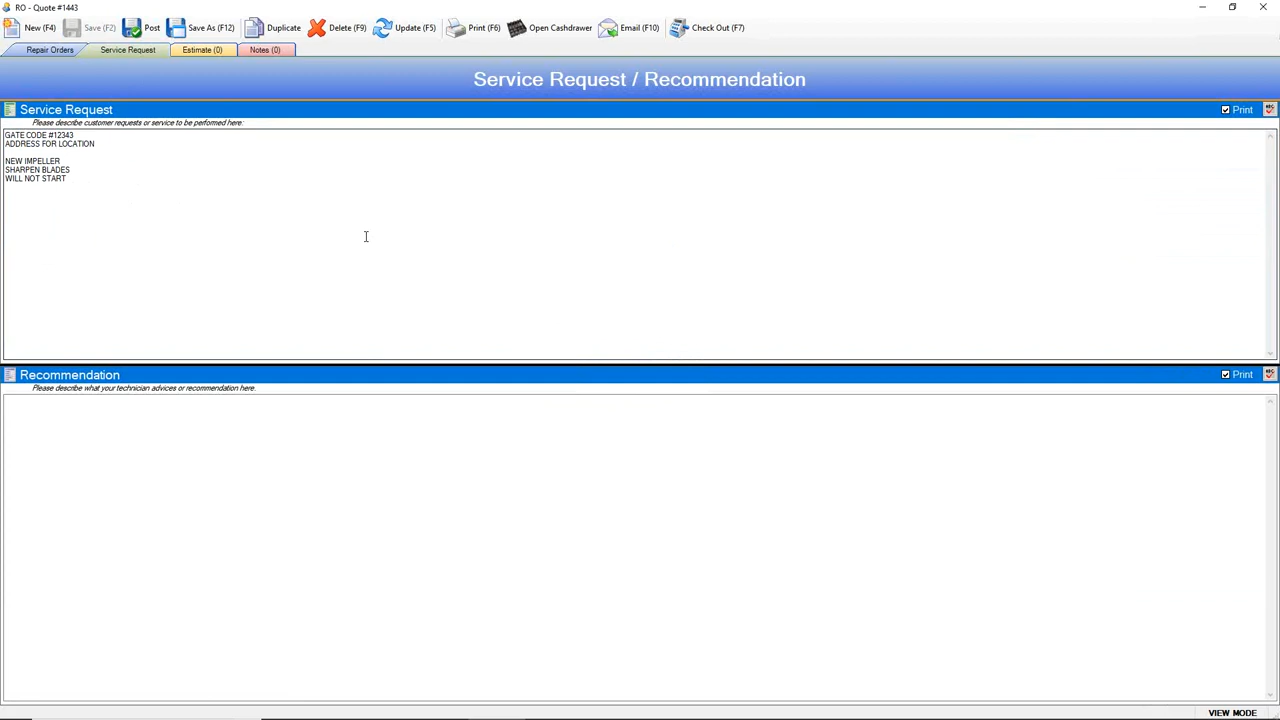 RO - Quote #1443
New (F4) Save (F2) Post Save As (F12) Duplicate Delete (F9) Update (F5) Print (F6) Open Cashdrawer Email (F10) Check Out (F7)
Repair Orders Service Request Estimate (0) Notes (0)
Service Request / Recommendation
Service Request Print
Please describe customer requests or service to be performed here:
GATE CODE #12343
ADDRESS FOR LOCATION
NEW IMPELLER
SHARPEN BLADES
WILL NOT START
Recommendation Print
Please describe what your technician advices or recommendation here.
VIEW MODE